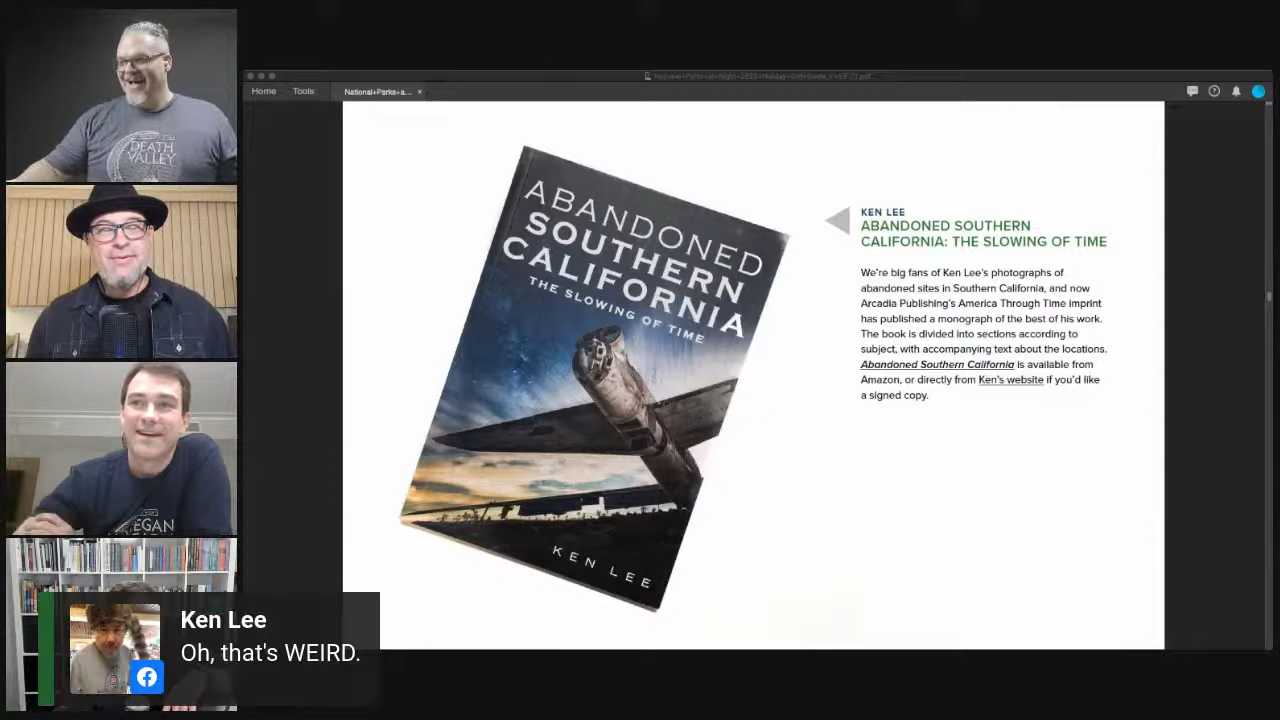 DEATH
VALLEY
EGAN
Home
Tools
National+Parks+a... ×
ABANDONED
SOUTHERN
CALIFORNIA
THE SLOWING OF TIME
KEN LEE
KEN LEE
ABANDONED SOUTHERN
CALIFORNIA: THE SLOWING OF TIME
We're big fans of Ken Lee's photographs of
abandoned sites in Southern California, and now
Arcadia Publishing's America Through Time imprint
has published a monograph of the best of his work.
The book is divided into sections according to
subject, with accompanying text about the locations.
Abandoned Southern California is available from
Amazon, or directly from Ken's website if you'd like
a signed copy.
Ken Lee
Oh, that's WEIRD.